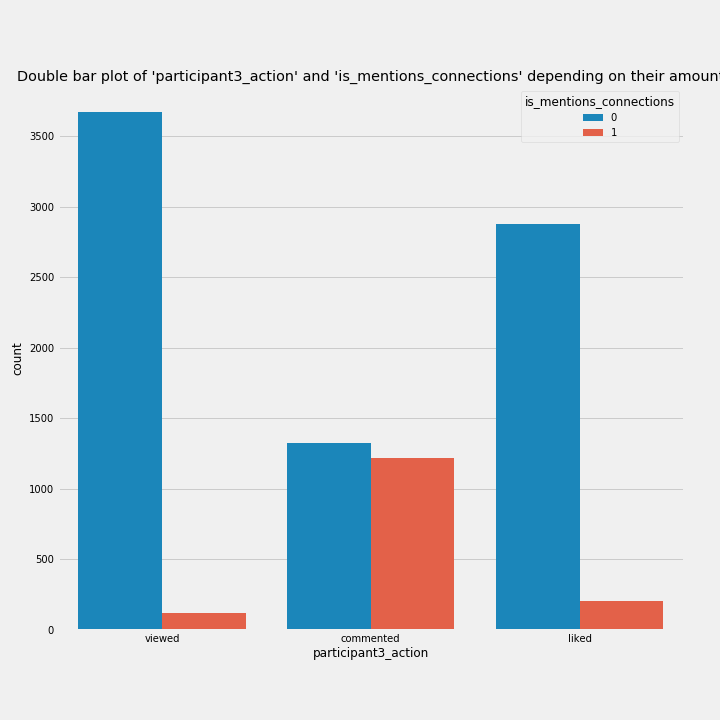 Double bar plot of 'participant3_action' and 'is_mentions_connections' depending on their amount
is_mentions_connections
0
1
3500
3000
2500
2000
1500
1000
500
0
count
viewed
commented
liked
participant3_action